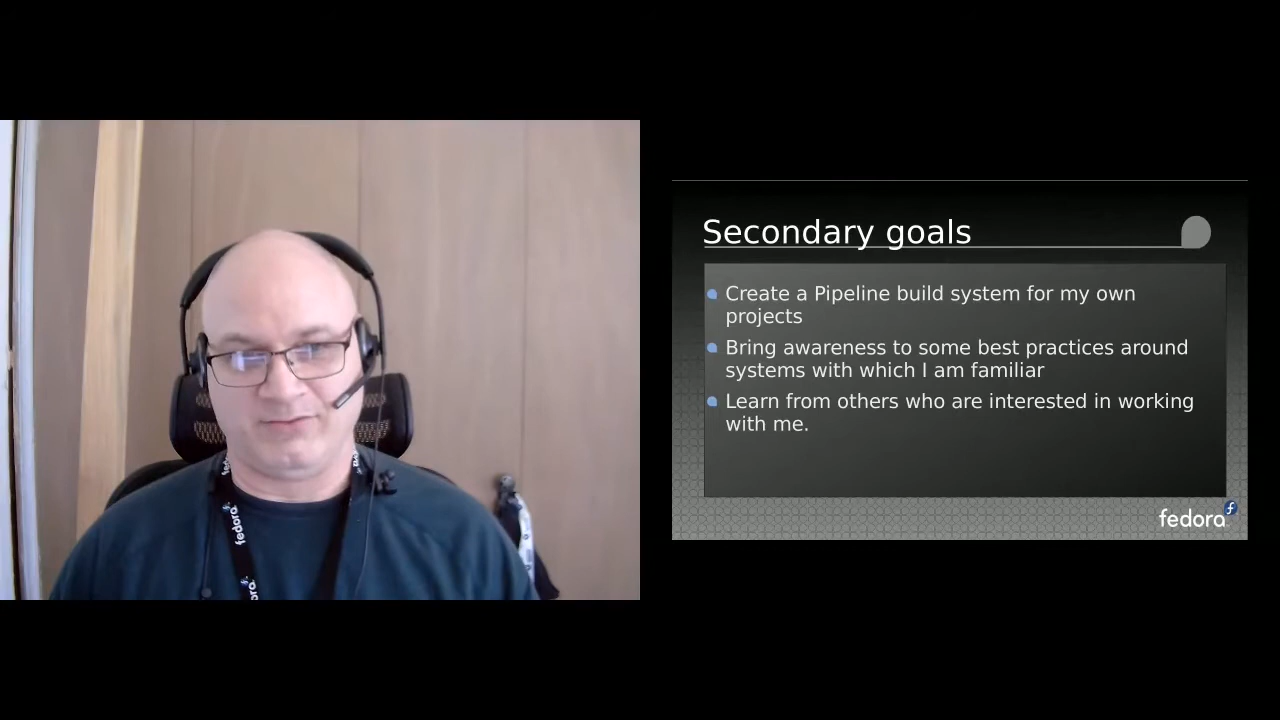 Secondary goals
Create a Pipeline build system for my own
projects
Bring awareness to some best practices around
systems with which I am familiar
Learn from others who are interested in working
with me.
fedora
fedora